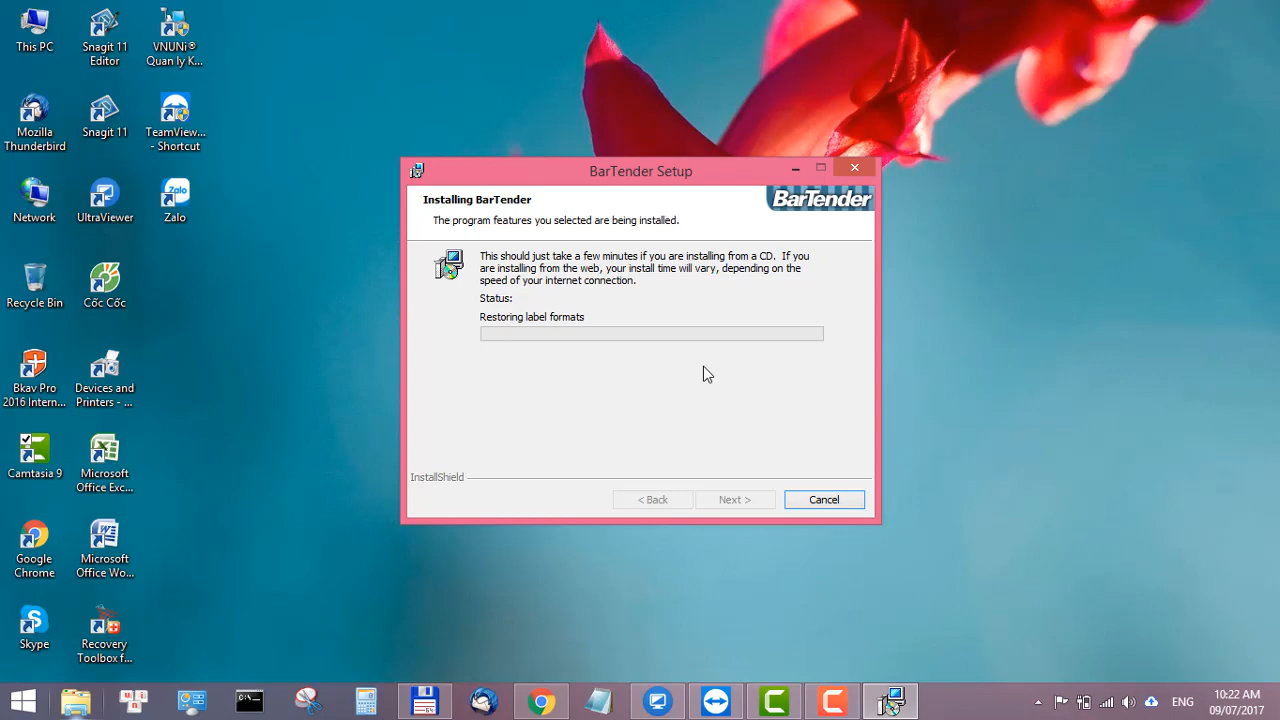 This PC
Snagit 11
Editor
VNUNi®
Quan ly K...
Mozilla
Thunderbird
Snagit 11
TeamView...
- Shortcut
Network
UltraViewer
Zalo
Zalo
Recycle Bin
Cốc Cốc
Bkav Pro
2016 Intern...
Devices and
Printers - ...
Camtasia 9
Microsoft
Office Exc...
Google
Chrome
Microsoft
Office Wo...
Skype
Recovery
Toolbox f...
BarTender Setup
Installing BarTender
BarTender
The program features you selected are being installed.
This should just take a few minutes if you are installing from a CD. If you
are installing from the web, your install time will vary, depending on the
speed of your internet connection.
Status:
Restoring label formats
InstallShield
< Back
Next >
Cancel
C:\
64
ENG
10:22 AM
09/07/2017